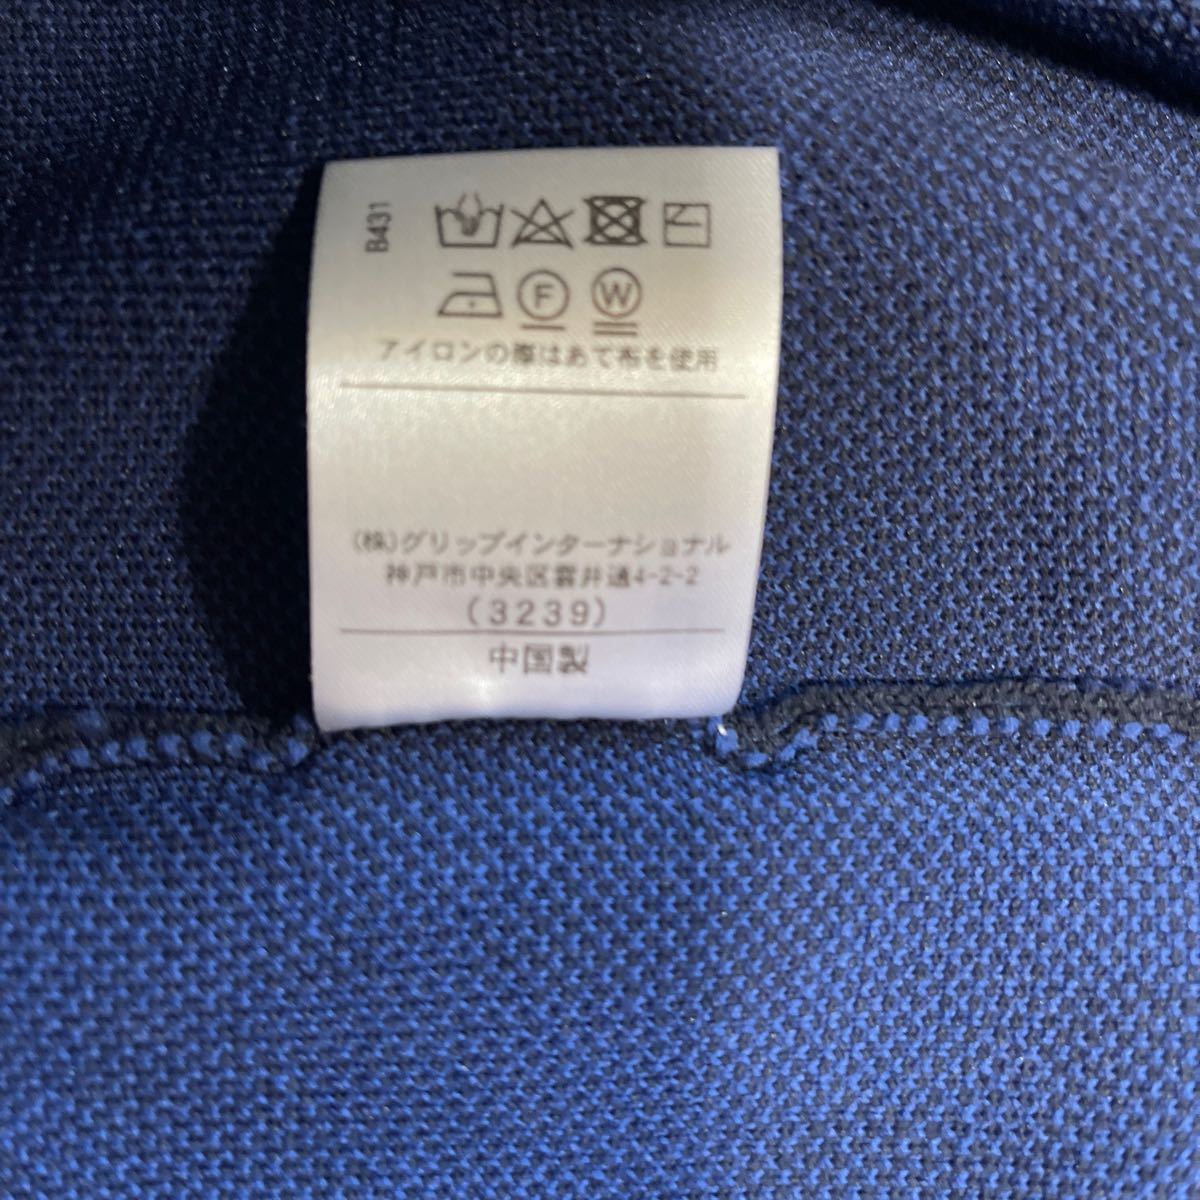 B431
F W
アイロンの際はあて布を使用
(株)グリップインターナショナル
神戸市中央区雲井通4-2-2
(3239)
中国製